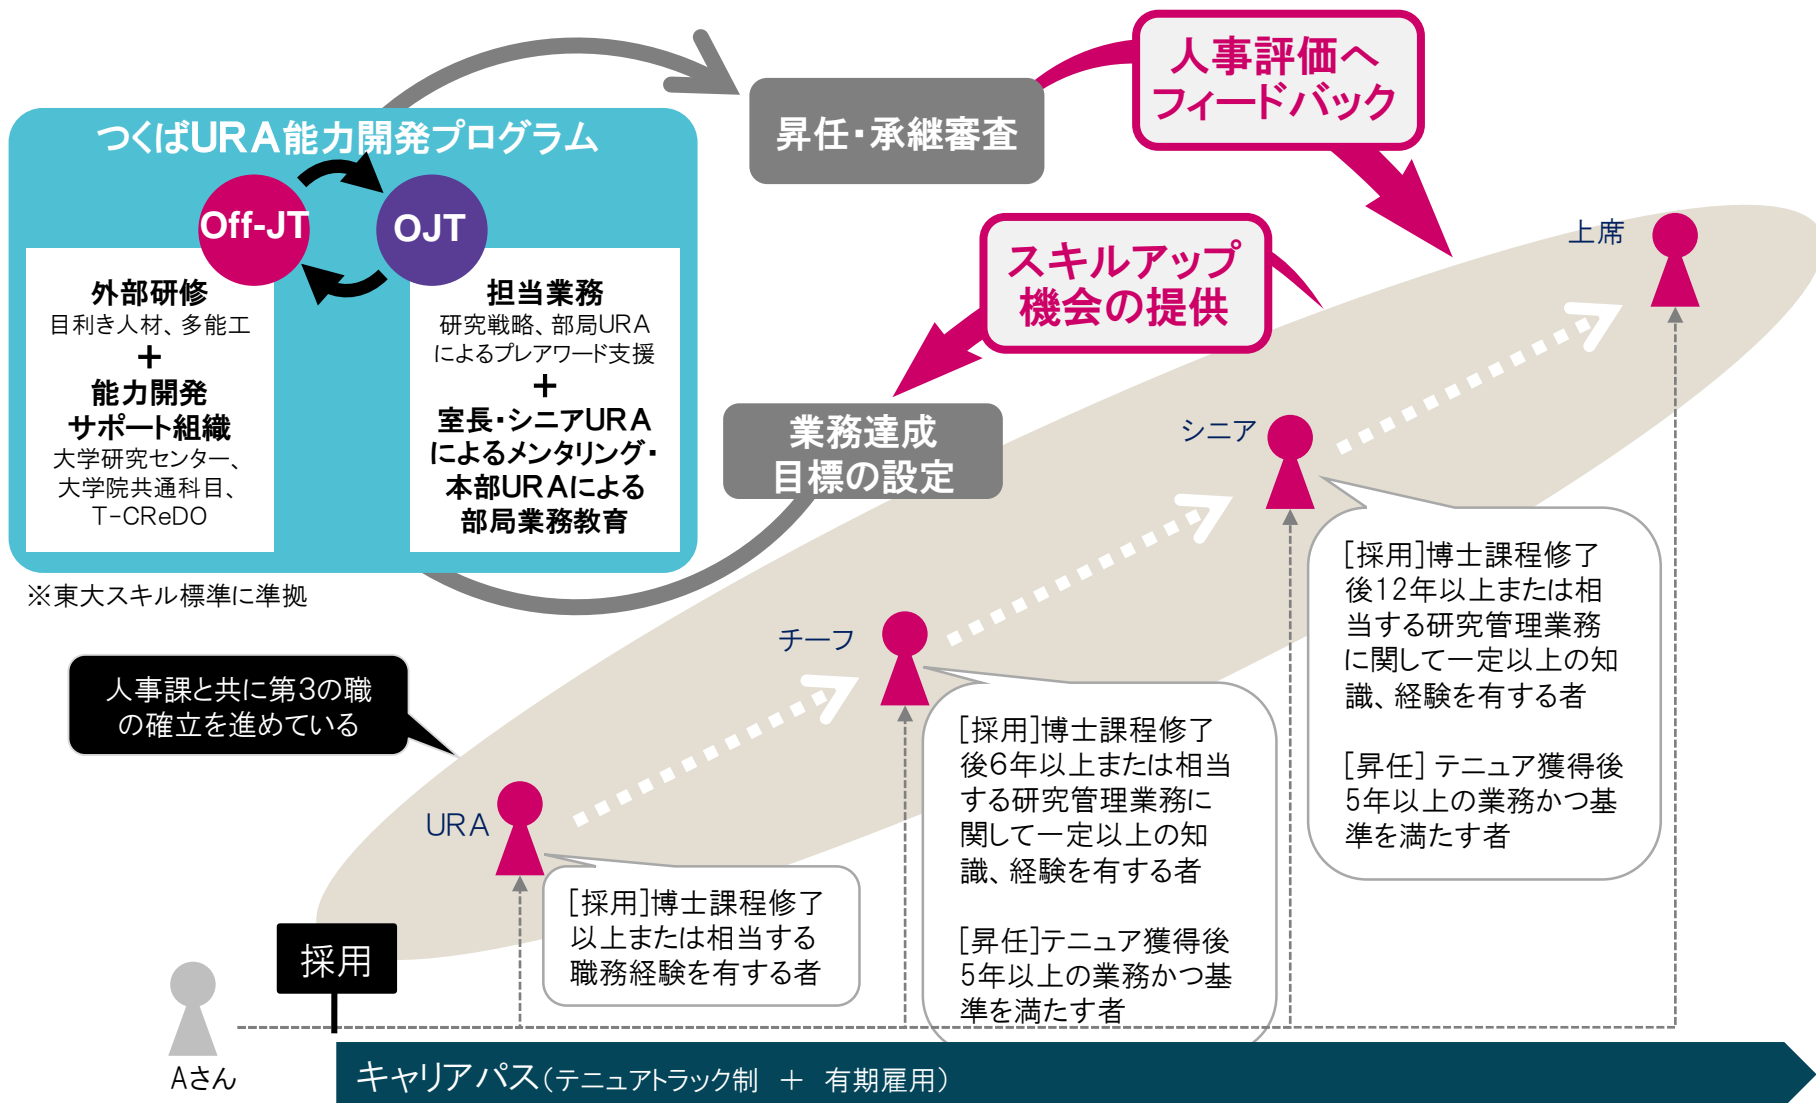 つくばURA能力開発プログラム
Off-JT
OJT
外部研修
目利き人材、多能工
＋
能力開発
サポート組織
大学研究センター、
大学院共通科目、
T-CReDO
担当業務
研究戦略、部局URA
によるプレアワード支援
＋
室長・シニアURA
によるメンタリング・
本部URAによる
部局業務教育
※東大スキル標準に準拠
昇任・承継審査
人事評価へ
フィードバック
スキルアップ
機会の提供
業務達成
目標の設定
上席
シニア
チーフ
URA
人事課と共に第3の職
の確立を進めている
[採用]博士課程修了
後12年以上または相
当する研究管理業務
に関して一定以上の知
識、経験を有する者
[昇任] テニュア獲得後
5年以上の業務かつ基
準を満たす者
[採用]博士課程修了
後6年以上または相当
する研究管理業務に
関して一定以上の知
識、経験を有する者
[昇任]テニュア獲得後
5年以上の業務かつ基
準を満たす者
[採用]博士課程修了
以上または相当する
職務経験を有する者
採用
Aさん
キャリアパス（テニュアトラック制　＋　有期雇用）